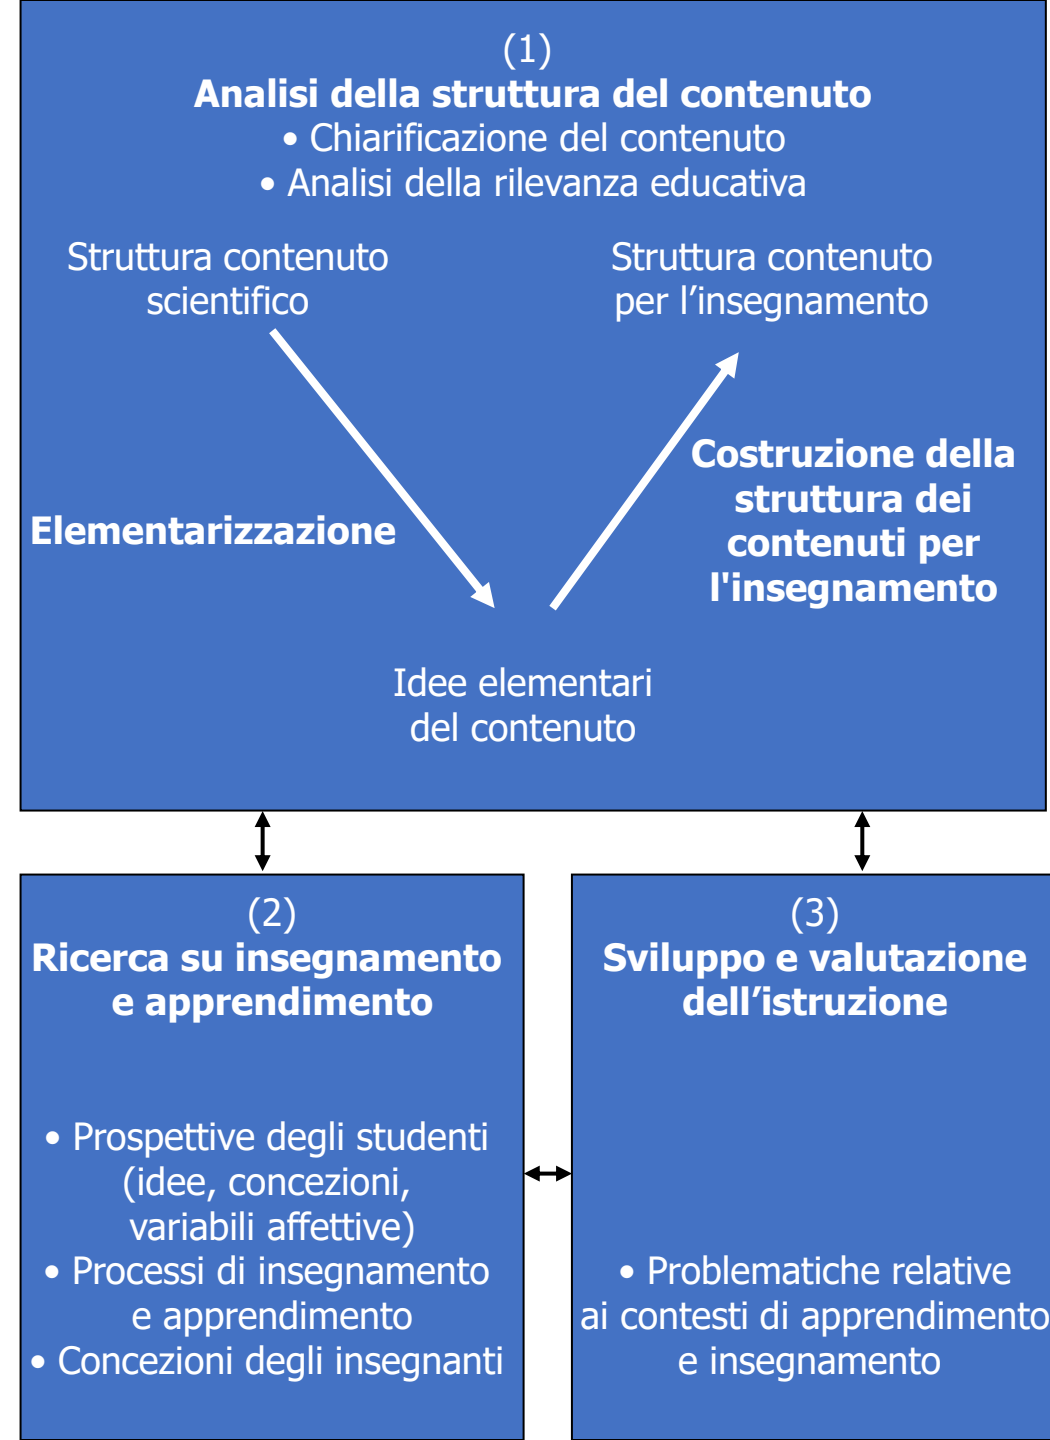 (1)
Analisi della struttura del contenuto
• Chiarificazione del contenuto
• Analisi della rilevanza educativa
Struttura contenuto
scientifico
Struttura contenuto
per l’insegnamento
Elementarizzazione
Costruzione della
struttura dei
contenuti per
l'insegnamento
Idee elementari
del contenuto
(2)
Ricerca su insegnamento
e apprendimento
• Prospettive degli studenti
(idee, concezioni,
variabili affettive)
• Processi di insegnamento
e apprendimento
• Concezioni degli insegnanti
(3)
Sviluppo e valutazione
dell’istruzione
• Problematiche relative
ai contesti di apprendimento
e insegnamento